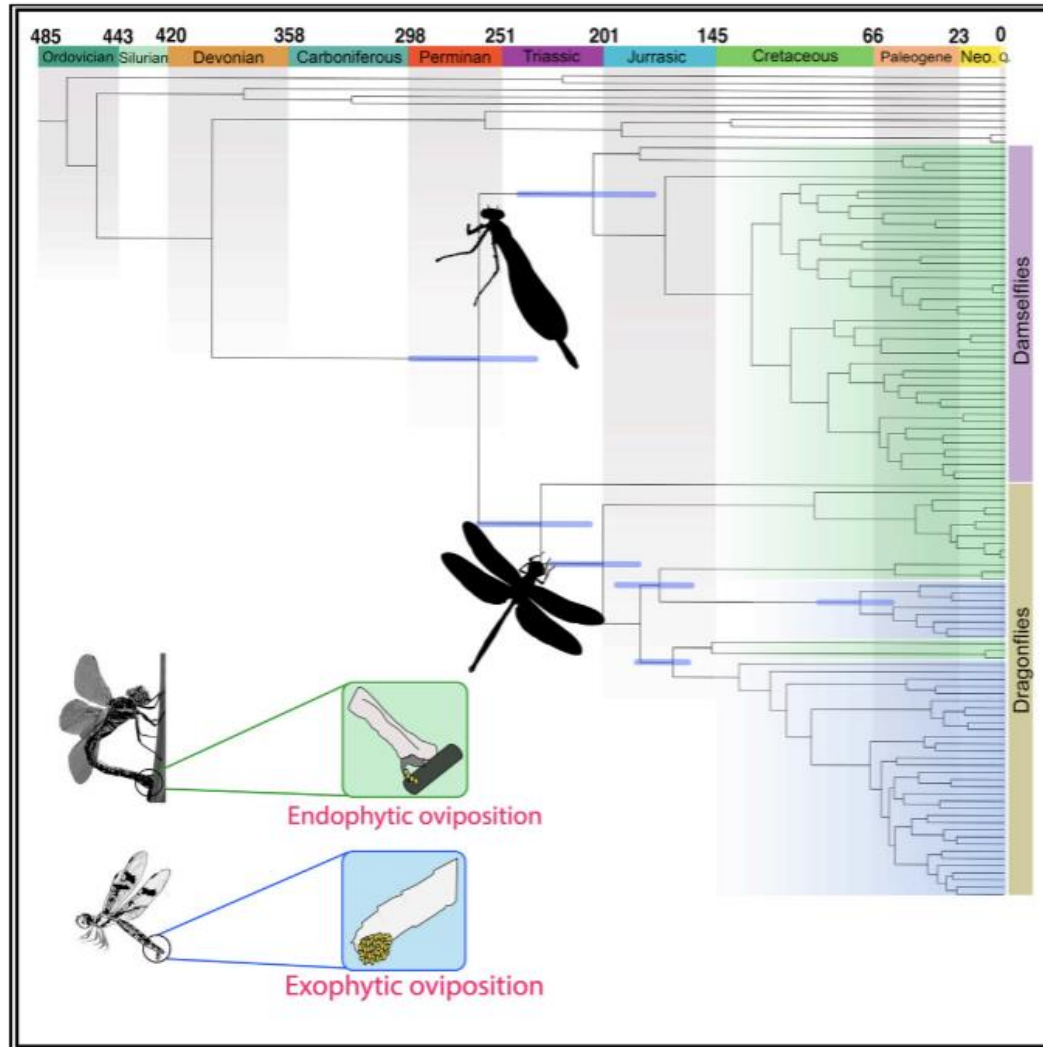 485 443 420 358 298 251 201 145 66 23 0
Ordovician Silurian Devonian Carboniferous Perminan Triassic Jurrasic Cretaceous Paleogene Neo. Q.
Damselflies
Dragonflies
Endophytic oviposition
Exophytic oviposition